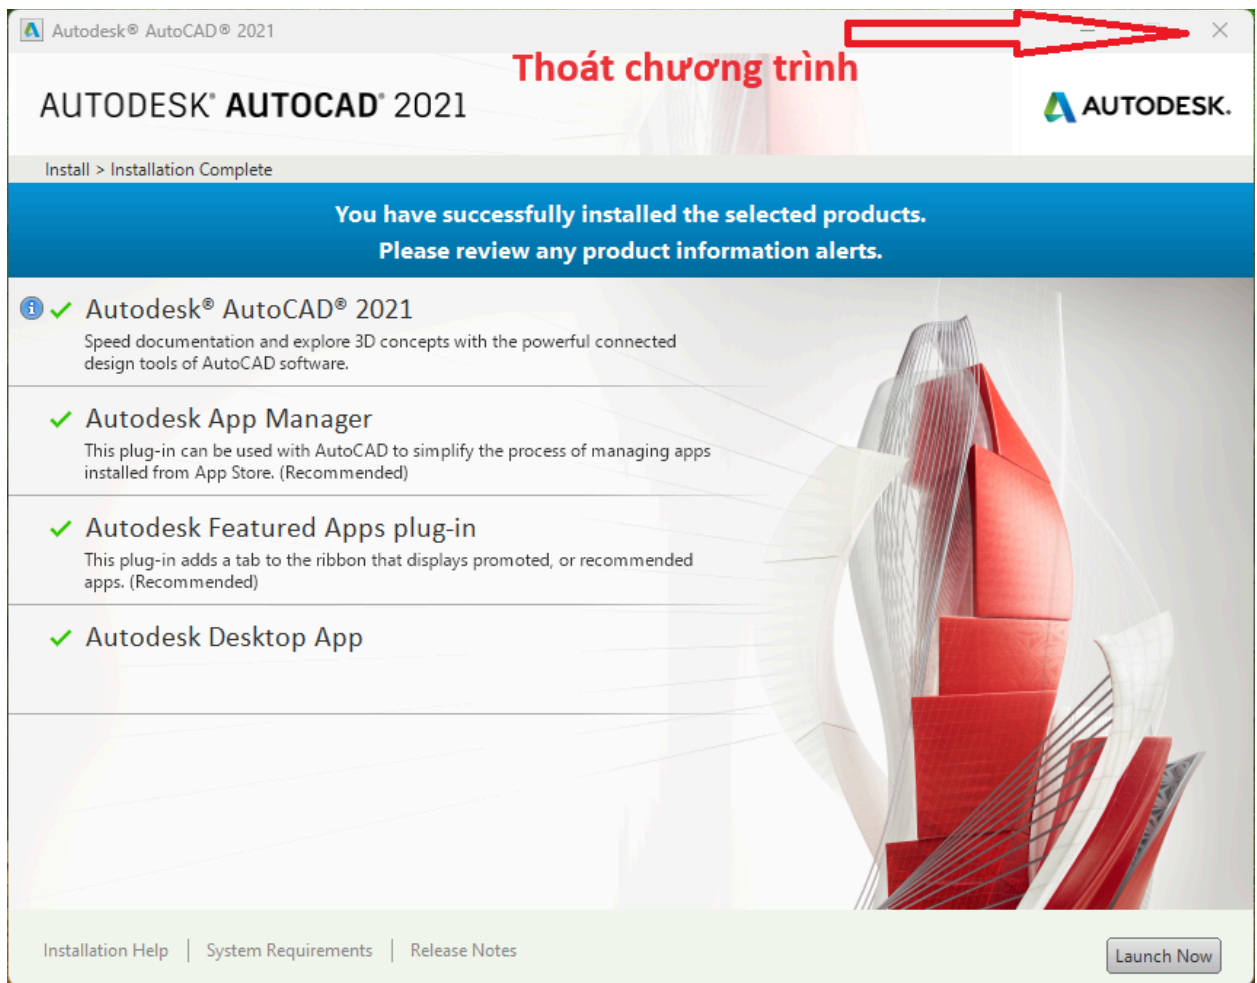 Autodesk® AutoCAD® 2021
Thoát chương trình
AUTODESK® AUTOCAD® 2021
AUTODESK.
Install > Installation Complete
You have successfully installed the selected products.
Please review any product information alerts.
Autodesk® AutoCAD® 2021
Speed documentation and explore 3D concepts with the powerful connected
design tools of AutoCAD software.
Autodesk App Manager
This plug-in can be used with AutoCAD to simplify the process of managing apps
installed from App Store. (Recommended)
Autodesk Featured Apps plug-in
This plug-in adds a tab to the ribbon that displays promoted, or recommended
apps. (Recommended)
Autodesk Desktop App
Installation Help | System Requirements | Release Notes
Launch Now